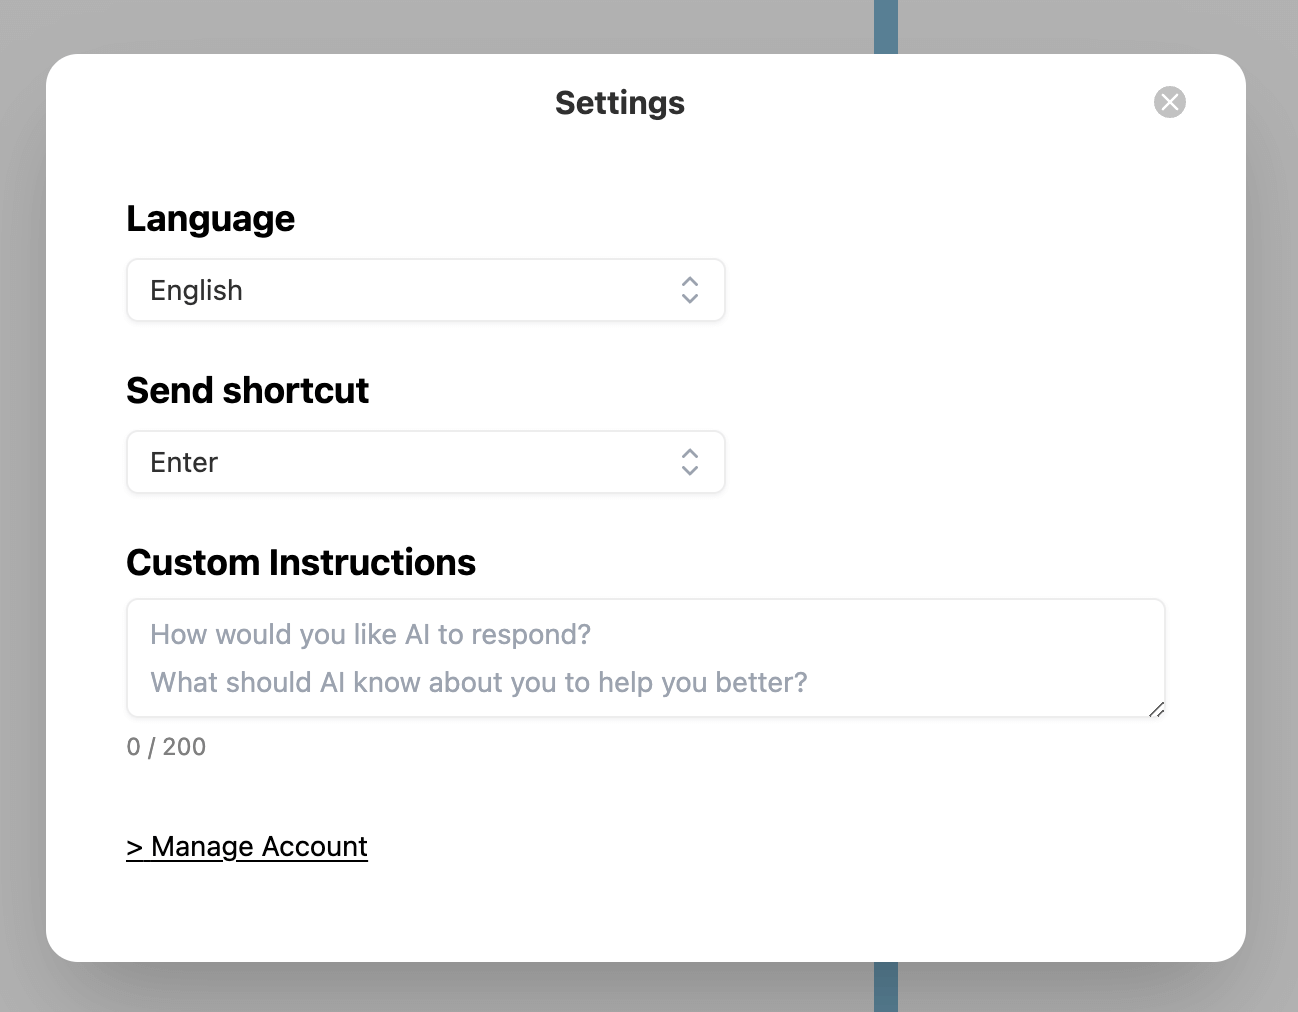 Settings
Language
English
Send shortcut
Enter
Custom Instructions
How would you like AI to respond?
What should AI know about you to help you better?
0 / 200
> Manage Account